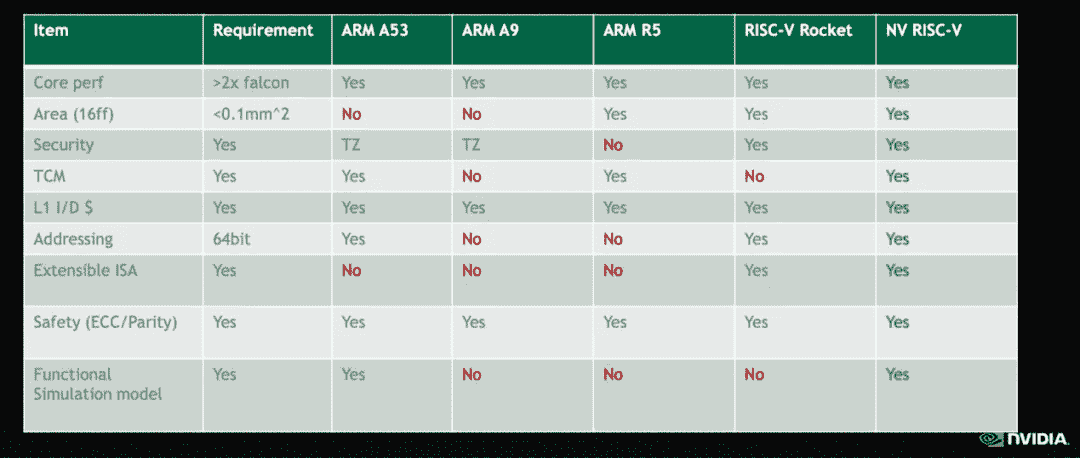 Item Requirement ARM A53 ARM A9 ARM R5 RISC-V Rocket NV RISC-V
Core perf >2x falcon Yes Yes Yes Yes Yes
Area (16ff) <0.1mm^2 No No Yes Yes Yes
Security Yes TZ TZ No Yes Yes
TCM Yes Yes No Yes No Yes
L1 I/D $ Yes Yes Yes Yes Yes Yes
Addressing 64bit Yes No No Yes Yes
Extensible ISA Yes No No No Yes Yes
Safety (ECC/Parity) Yes Yes Yes Yes Yes Yes
Functional Yes Yes No No No Yes
Simulation model
NVIDIA.